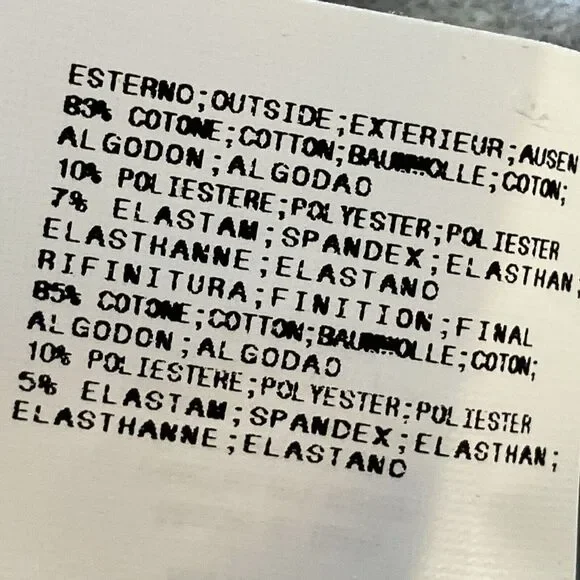 ESTERNO;OUTSIDE;EXTERIEUR;AUSEN
83% COTONE;COTTON;BAUMWOLLE;COTON;
ALGODON;ALGODAO
10% POLIESTERE;POLYESTER;POLIESTER
7% ELASTAM;SPANDEX;ELASTHAN;
ELASTHANNE;ELASTANO
RIFINITURA;FINITION;FINAL
85% COTONE;COTTON;BAUMWOLLE;COTON;
ALGODON;ALGODAO
10% POLIESTERE;POLYESTER;POLIESTER
5% ELASTAM;SPANDEX;ELASTHAN;
ELASTHANNE;ELASTANO